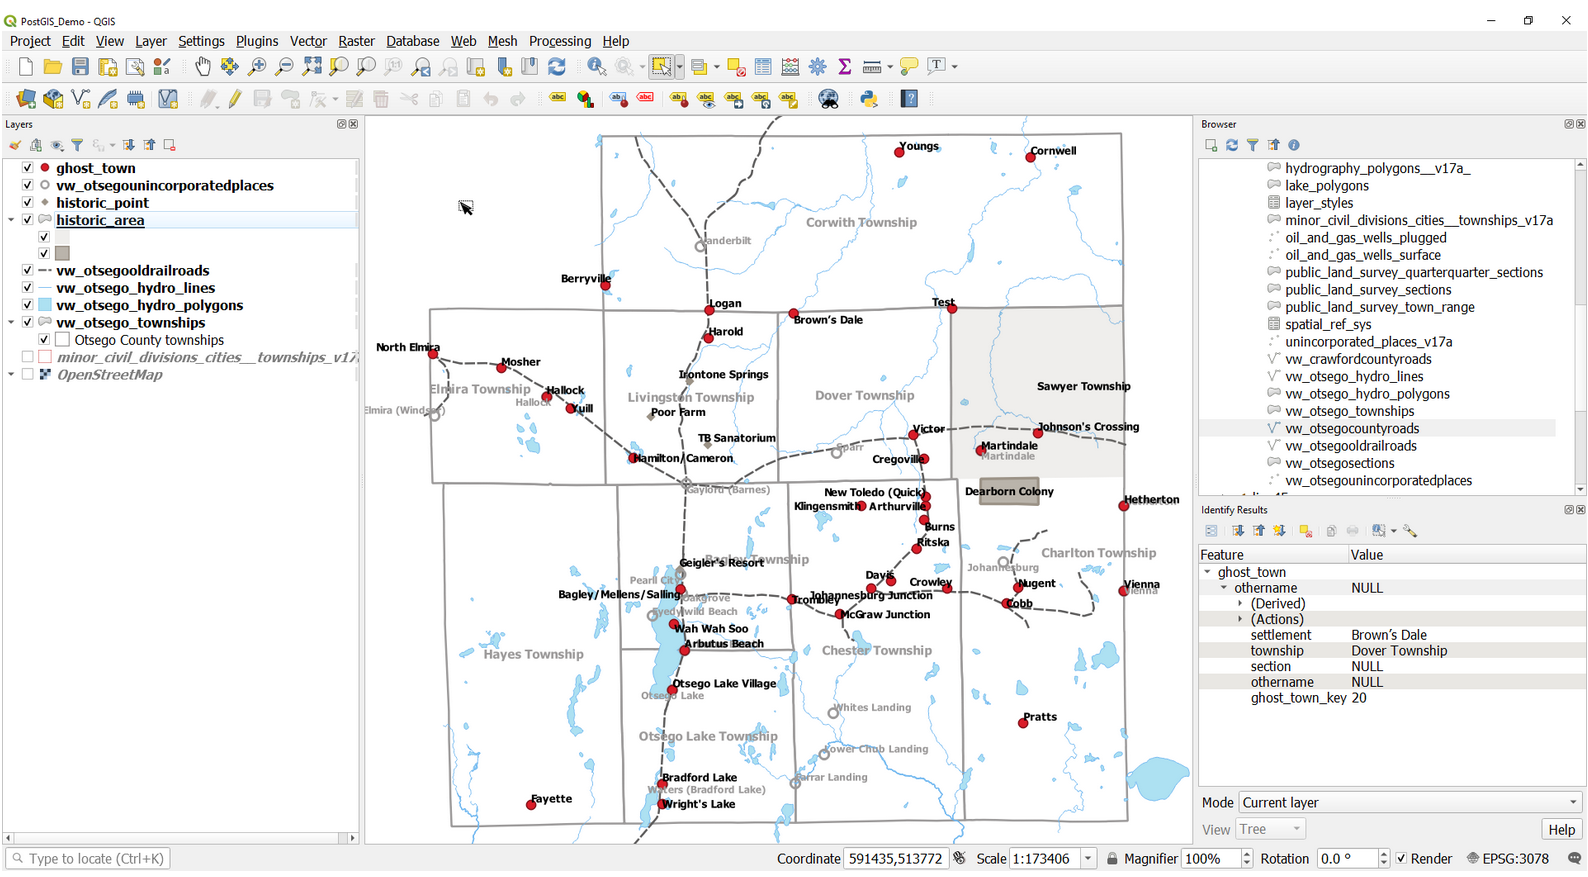 PostGIS_Demo - QGIS
Project Edit View Layer Settings Plugins Vector Raster Database Web Mesh Processing Help
Layers
ghost_town
vw_otsegounincorporatedplaces
historic_point
historic_area
vw_otsegooldrailroads
vw_otsego_hydro_lines
vw_otsego_hydro_polygons
vw_otsego_townships
Otsego County townships
minor_civil_divisions_cities__townships_v17
OpenStreetMap
Youngs
Cornwell
Corwith Township
Vanderbilt
Berryville
Logan
Test
Brown's Dale
Harold
North Elmira
Mosher
Irontone Springs
Elmira Township
Hallock
Hallock
Livingston Township
Dover Township
Sawyer Township
Elmira (Windsor)
Yuill
Poor Farm
Victor
Johnson's Crossing
TB Sanatorium
Sparr
Martindale
Martindale
Hamilton/Cameron
Cregoville
Gaylord (Barnes)
New Toledo (Quick)
Dearborn Colony
Klingensmith
Arthurville
Hetherton
Burns
Ritska
Bagley Township
Geigler's Resort
Charlton Township
Johannesburg
Pearll City
Davis
Crowley
Nugent
Vienna
Vienna
Bagley/Mellens/Salling
Oakgrove
Trombley
Johannesburg Junction
Cobb
Eyedylwild Beach
McGraw Junction
Wah Wah Soo
Arbutus Beach
Hayes Township
Chester Township
Otsego Lake Village
Otsego Lake
Whites Landing
Pratts
Otsego Lake Township
Lower Chub Landing
Bradford Lake
Farrar Landing
Waters (Bradford Lake)
Fayette
Wright's Lake
Browser
hydrography_polygons__v17a_
lake_polygons
layer_styles
minor_civil_divisions_cities__townships_v17a
oil_and_gas_wells_plugged
oil_and_gas_wells_surface
public_land_survey_quarterquarter_sections
public_land_survey_sections
public_land_survey_town_range
spatial_ref_sys
unincorporated_places_v17a
vw_crawfordcountyroads
vw_otsego_hydro_lines
vw_otsego_hydro_polygons
vw_otsego_townships
vw_otsegocountyroads
vw_otsegooldrailroads
vw_otsegosections
vw_otsegounincorporatedplaces
Identify Results
Feature Value
ghost_town
othername NULL
(Derived)
(Actions)
settlement Brown's Dale
township Dover Township
section NULL
othername NULL
ghost_town_key 20
Mode Current layer
View Tree Help
Type to locate (Ctrl+K) Coordinate 591435,513772 Scale 1:173406 Magnifier 100% Rotation 0.0 ° Render EPSG:3078